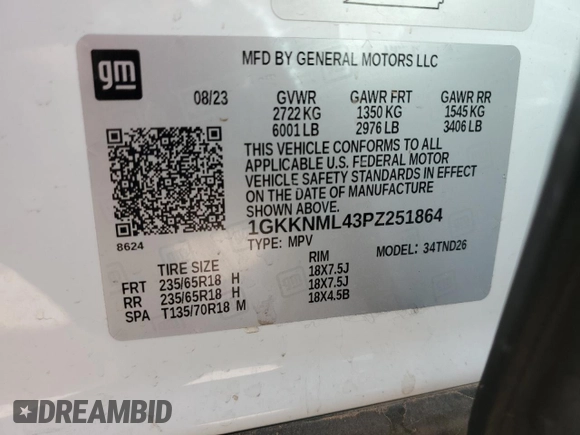 gm
MFD BY GENERAL MOTORS LLC
08/23 GVWR GAWR FRT GAWR RR
2722 KG 1350 KG 1545 KG
6001 LB 2976 LB 3406 LB
THIS VEHICLE CONFORMS TO ALL
APPLICABLE U.S. FEDERAL MOTOR
VEHICLE SAFETY STANDARDS IN EFFECT
ON THE DATE OF MANUFACTURE
SHOWN ABOVE.
8624
1GKKNML43PZ251864
TYPE: MPV MODEL: 34TND26
TIRE SIZE RIM
FRT 235/65R18 H 18X7.5J
RR 235/65R18 H 18X7.5J
SPA T135/70R18 M 18X4.5B
DREAMBID